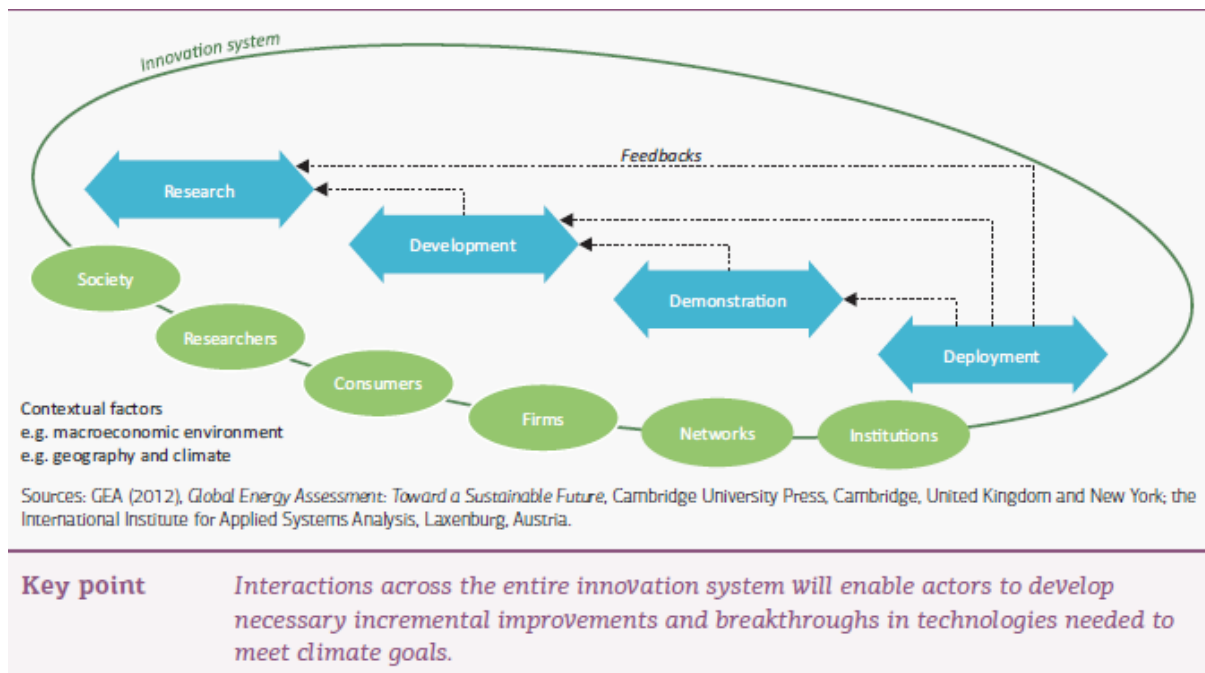 Innovation system
Feedbacks
Research
Development
Demonstration
Deployment
Society
Researchers
Consumers
Firms
Networks
Institutions
Contextual factors
e.g. macroeconomic environment
e.g. geography and climate
Sources: GEA (2012), Global Energy Assessment: Toward a Sustainable Future, Cambridge University Press, Cambridge, United Kingdom and New York; the
International Institute for Applied Systems Analysis, Laxenburg, Austria.
Key point
Interactions across the entire innovation system will enable actors to develop
necessary incremental improvements and breakthroughs in technologies needed to
meet climate goals.